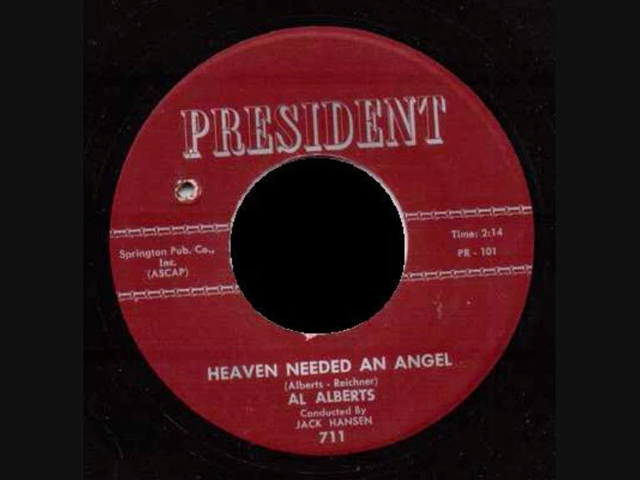 PRESIDENT
Springton Pub. Co.,
Inc.
(ASCAP)
Time: 2:14
PR - 101
HEAVEN NEEDED AN ANGEL
(Alberts - Reichner)
AL ALBERTS
Conducted By
JACK HANSEN
711